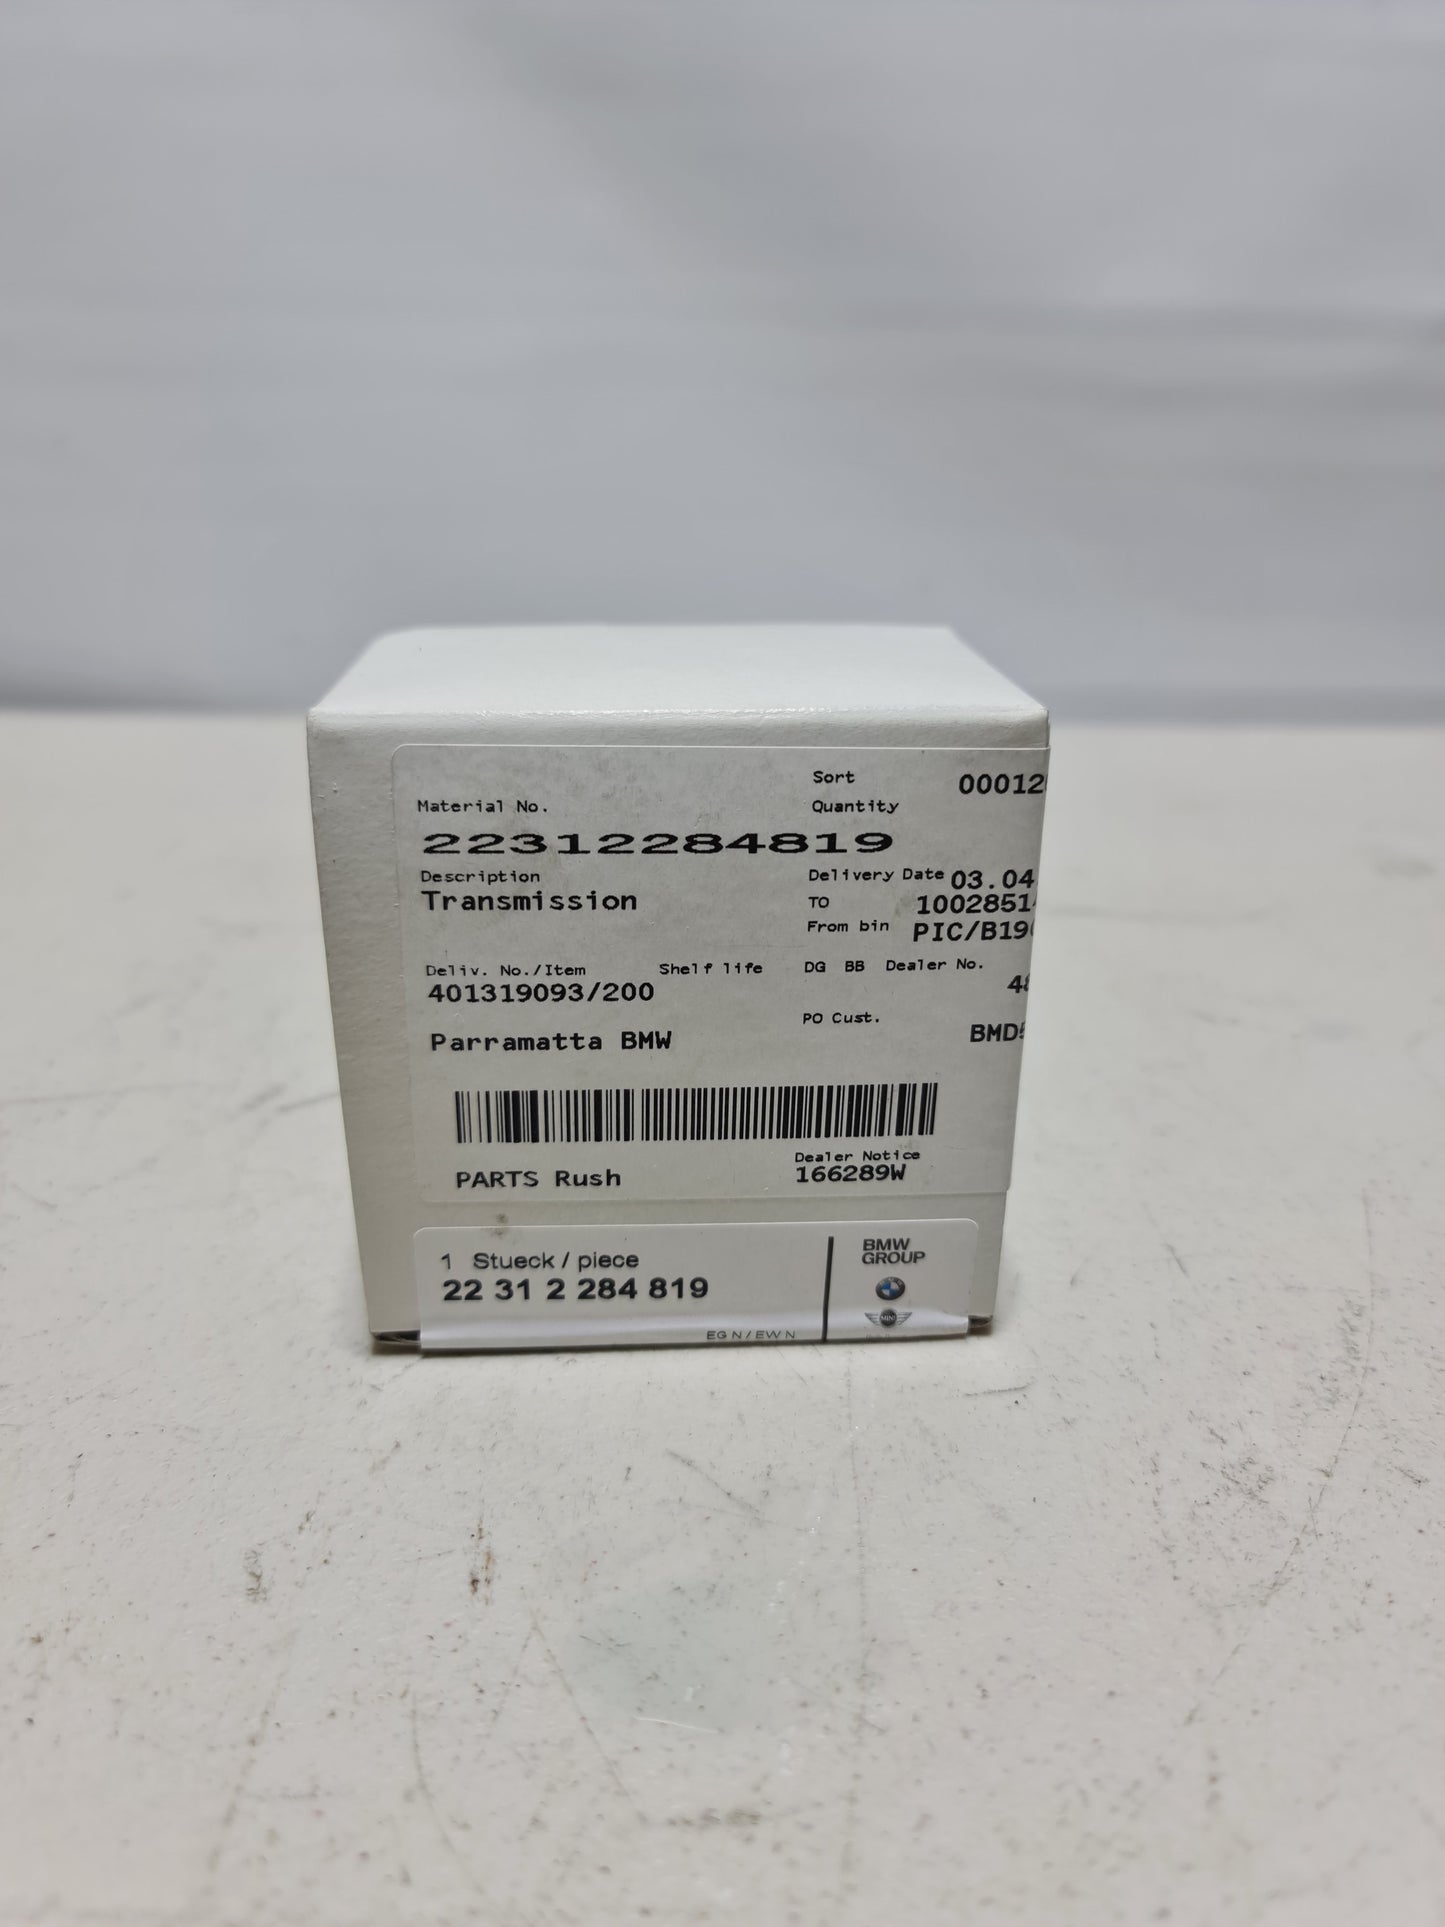 Sort 00012
Material No. Quantity
22312284819
Description Delivery Date 03.04
Transmission TO 1002851
From bin PIC/B19
Deliv. No./Item Shelf life DG BB Dealer No.
401319093/200 48
PO Cust.
Parramatta BMW BMD5
Dealer Notice
PARTS Rush 166289W
1 Stueck / piece
22 31 2 284 819
EG N / EW N
BMW
GROUP
MINI